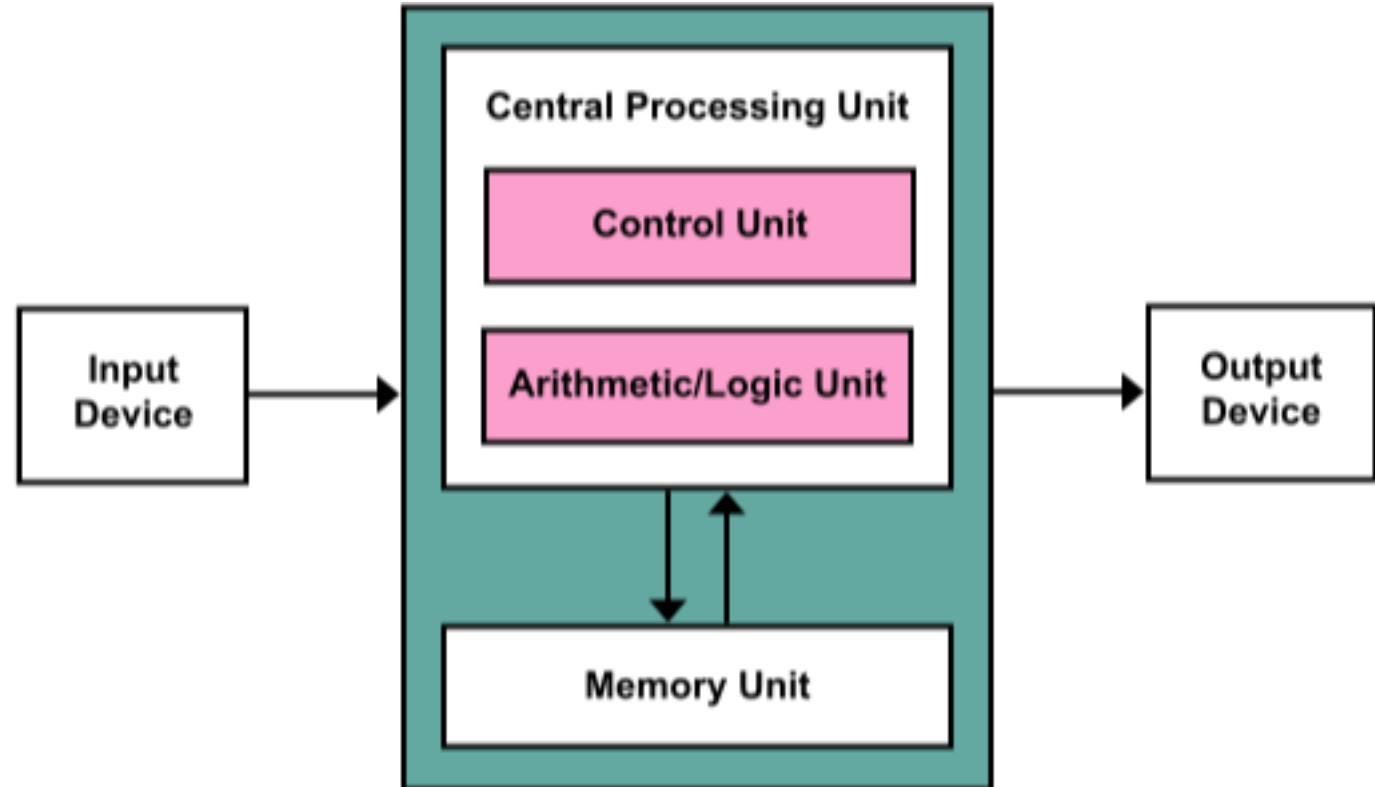 Central Processing Unit
Control Unit
Arithmetic/Logic Unit
Input
Device
Output
Device
Memory Unit